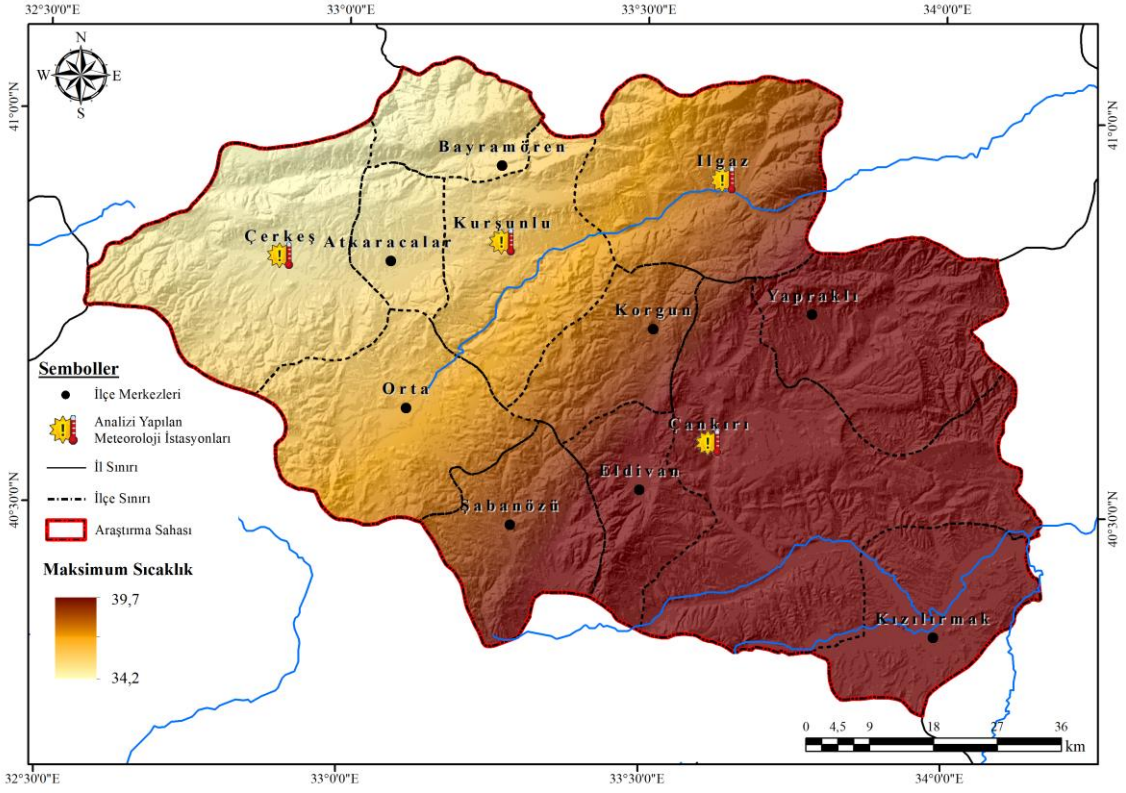 32°30'0"E
33°0'0"E
33°30'0"E
34°0'0"E
N
W
E
S
41°0'0"N
41°0'0"N
Bayramören
Ilgaz
Çerkeş
Atkaracalar
Kurşunlu
Korgun
Yapraklı
Semboller
İlçe Merkezleri
Analizi Yapılan
Meteoroloji İstasyonları
İl Sınırı
İlçe Sınırı
Araştırma Sahası
Orta
Çankırı
Eldivan
Şabanözü
40°30'0"N
40°30'0"N
Maksimum Sıcaklık
39,7
34,2
Kızılırmak
0 4,5 9 18 27 36
km
32°30'0"E
33°0'0"E
33°30'0"E
34°0'0"E